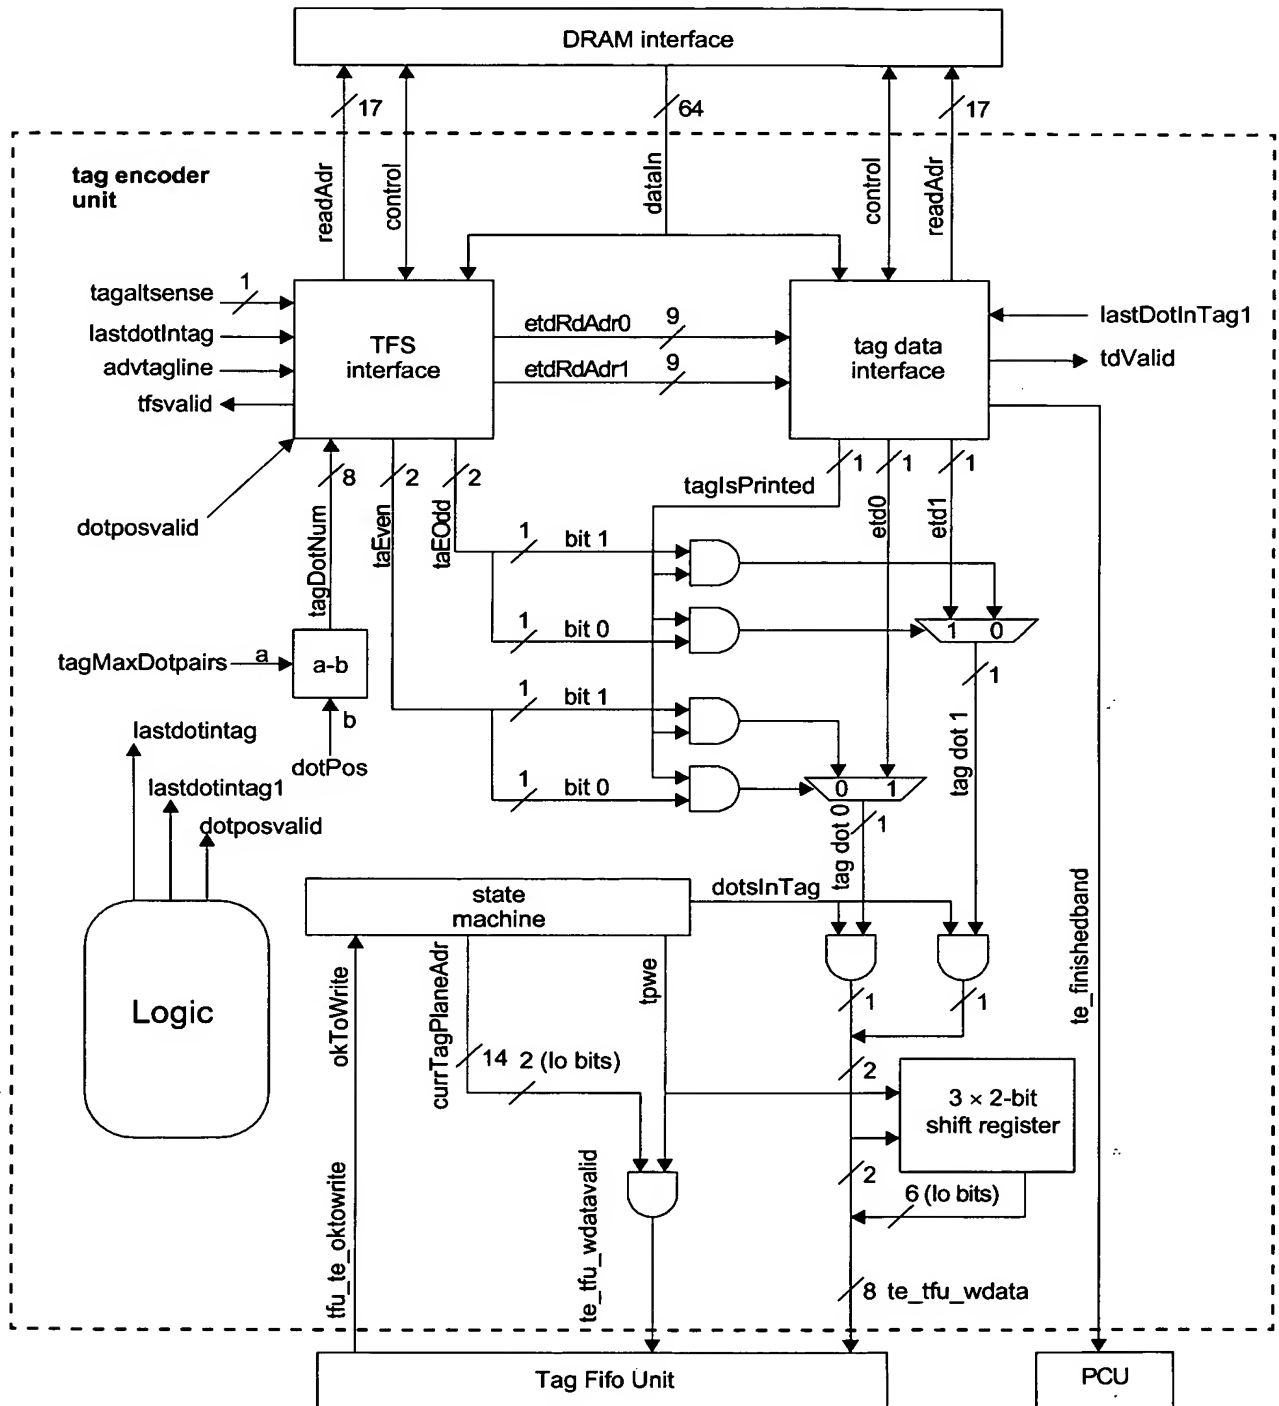 DRAM interface
17
64
17
tag encoder
unit
readAdr
control
dataIn
control
readAdr
tagaltsense
1
lastdotIntag
advtagline
tfsvalid
dotposvalid
TFS
interface
etdRdAdr0
9
etdRdAdr1
9
tag data
interface
lastDotInTag1
tdValid
8
2
2
1
1
1
tagIsPrinted
tagDotNum
taEven
taEOdd
etd0
etd1
1
bit 1
1
bit 0
1 0
1
tagMaxDotpairs
a
a-b
b
dotPos
1
bit 1
1
bit 0
0 1
1
tag dot 0
tag dot 1
lastdotintag
lastdotintag1
dotposvalid
Logic
state
machine
dotsInTag
1
1
okToWrite
currTagPlaneAdr
tpwe
te_finishedband
14
2 (lo bits)
2
3 × 2-bit
shift register
2
6 (lo bits)
tfu_te_oktowrite
te_tfu_wdatavalid
8 te_tfu_wdata
Tag Fifo Unit
PCU